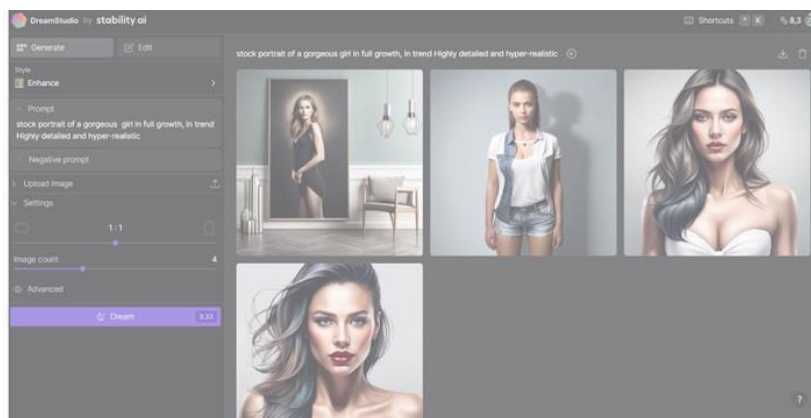 DreamStudio by stability ai
Shortcuts K 8,3
Generate Edit
stock portrait of a gorgeous girl in full growth, in trend Highly detailed and hyper-realistic
Style
Enhance
Prompt
stock portrait of a gorgeous girl in full growth, in trend
Highly detailed and hyper-realistic
Negative prompt
Upload image
Settings
1:1
Image count 4
Advanced
Dream 3.33
?